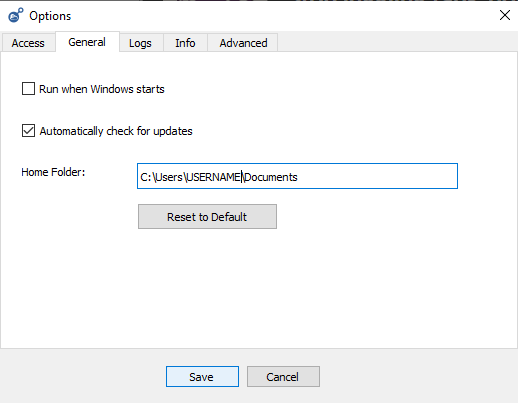 Options
Access General Logs Info Advanced
Run when Windows starts
Automatically check for updates
Home Folder: C:\Users\USERNAME\Documents
Reset to Default
Save Cancel